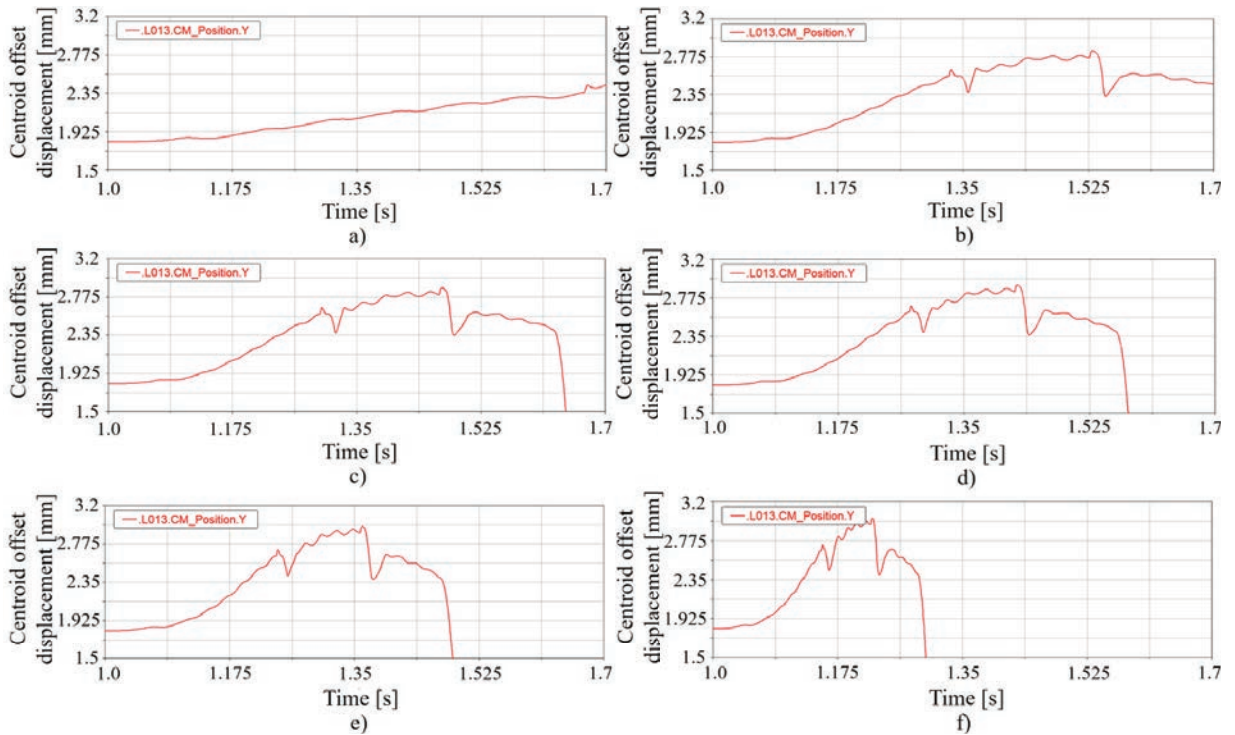 Centroid offset
displacement [mm]
3.2
2.775
2.35
1.925
1.5
.L013.CM_Position.Y
1.0 1.175 1.35 1.525 1.7
Time [s]
a)
Centroid offset
displacement [mm]
3.2
2.775
2.35
1.925
1.5
.L013.CM_Position.Y
1.0 1.175 1.35 1.525 1.7
Time [s]
b)
Centroid offset
displacement [mm]
3.2
2.775
2.35
1.925
1.5
.L013.CM_Position.Y
1.0 1.175 1.35 1.525 1.7
Time [s]
c)
Centroid offset
displacement [mm]
3.2
2.775
2.35
1.925
1.5
.L013.CM_Position.Y
1.0 1.175 1.35 1.525 1.7
Time [s]
d)
Centroid offset
displacement [mm]
3.2
2.775
2.35
1.925
1.5
.L013.CM_Position.Y
1.0 1.175 1.35 1.525 1.7
Time [s]
e)
Centroid offset
displacement [mm]
3.2
2.775
2.35
1.925
1.5
.L013.CM_Position.Y
1.0 1.175 1.35 1.525 1.7
Time [s]
f)